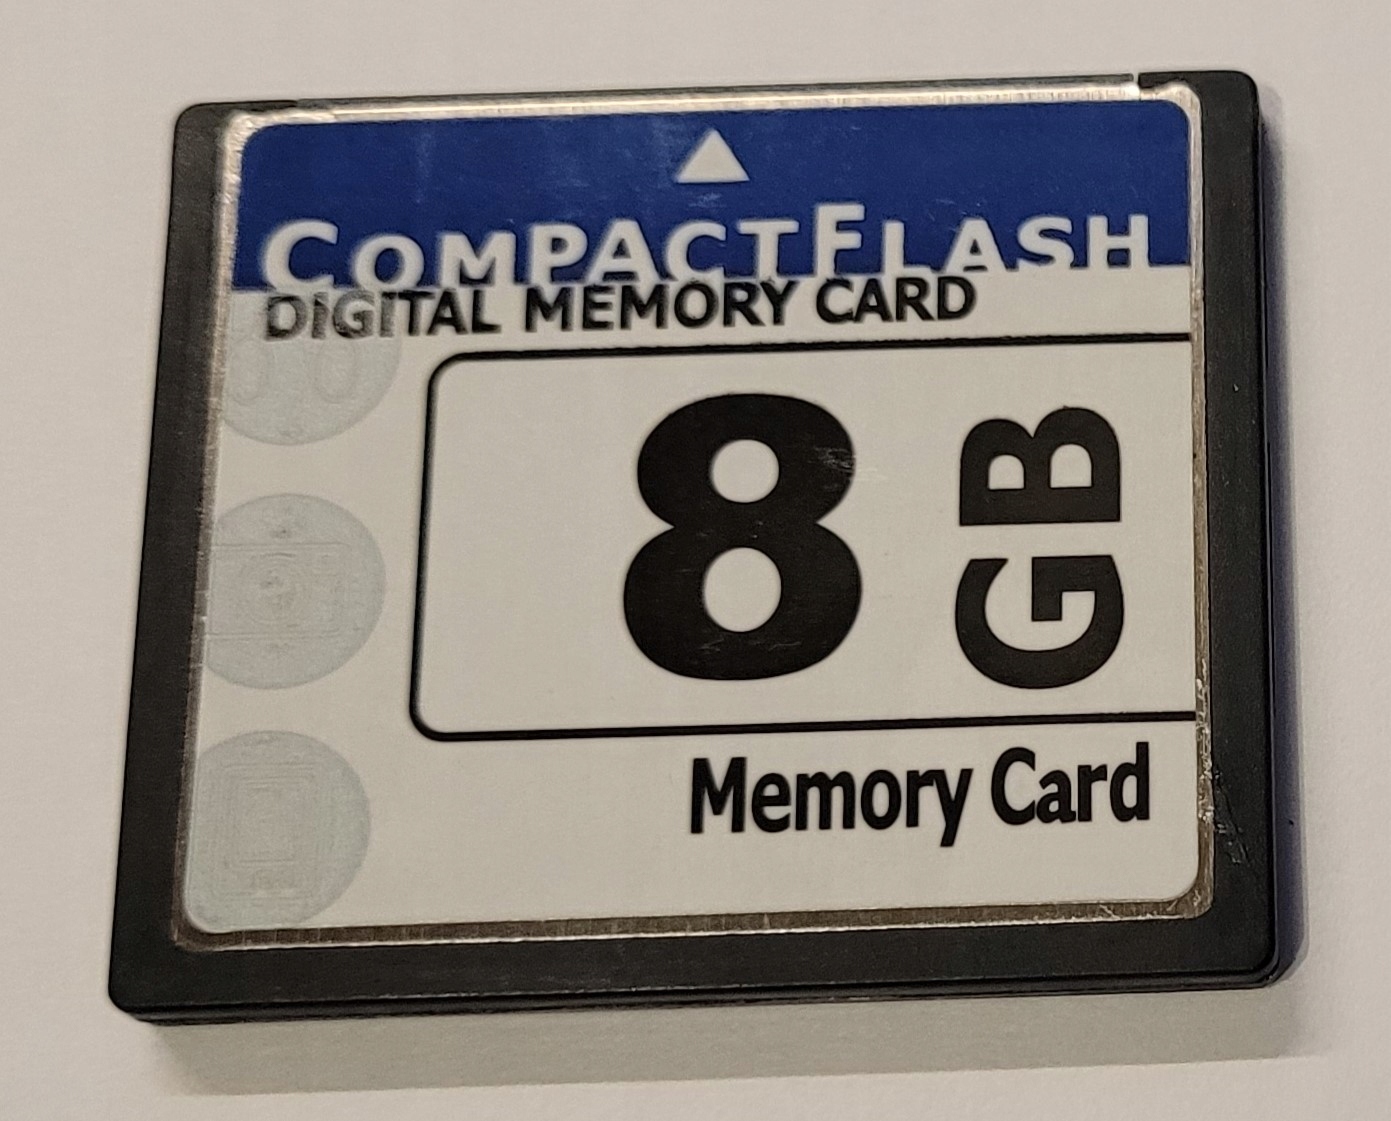 COMPACTFLASH
DIGITAL MEMORY CARD
8 GB
Memory Card